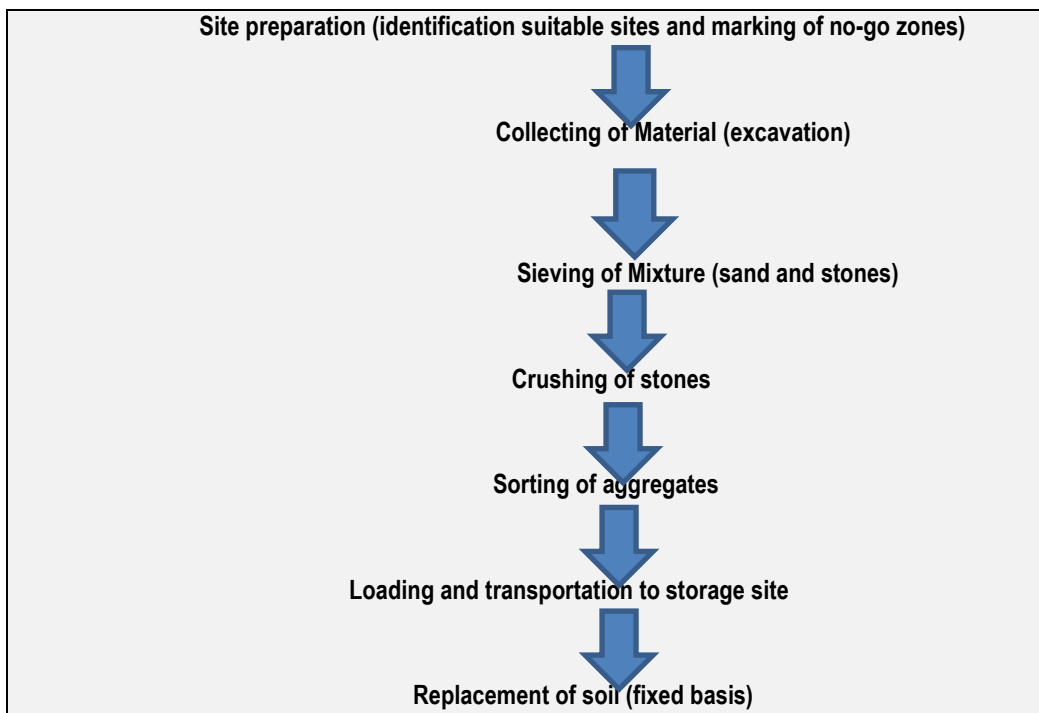 Site preparation (identification suitable sites and marking of no-go zones)
Collecting of Material (excavation)
Sieving of Mixture (sand and stones)
Crushing of stones
Sorting of aggregates
Loading and transportation to storage site
Replacement of soil (fixed basis)